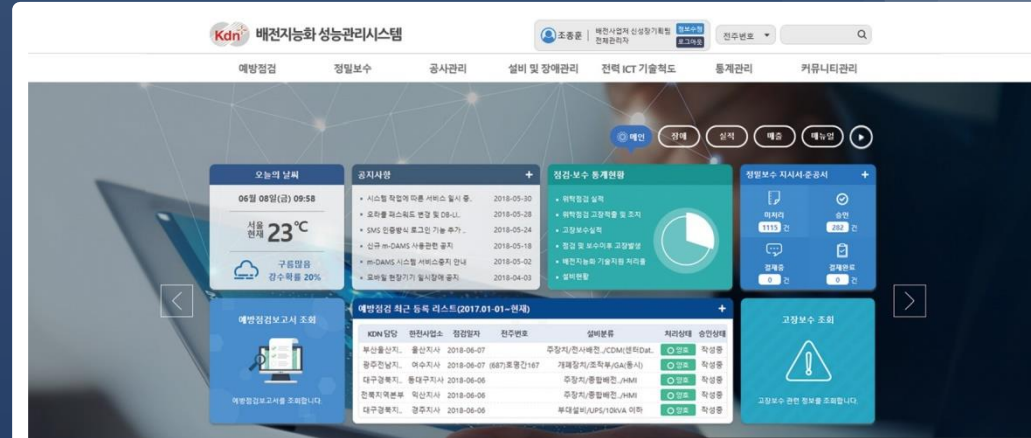 Kdn 배전지능화 성능관리시스템
조종훈 | 배전사업처 신성장기획팀 전체관리자 정보수정 로그아웃
전주번호
예방점검 정밀보수 공사관리 설비 및 장애관리 전력 ICT 기술척도 통계관리 커뮤니티관리
메인 장애 실적 매출 메뉴얼
오늘의 날씨
06월 08일(금) 09:58
서울 현재 23℃
구름많음
강수확률 20%
공지사항 +
시스템 작업에 따른 서비스 일시 중.. 2018-05-30
오라클 패스워드 변경 및 DB-Li.. 2018-05-28
SMS 인증방식 로그인 기능 추가 .. 2018-05-24
신규 m-DAMS 사용관련 공지 2018-05-18
m-DAMS 시스템 서비스중지 안내 2018-05-02
모바일 현장기기 일시장애 공지 2018-04-03
점검·보수 통계현황
위탁점검 실적
위탁점검 고장적출 및 조치
고장보수실적
점검 및 보수이후 고장발생
배전지능화 기술지원 처리율
설비현황
정밀보수 지시서·준공서 +
미처리 승인
1115 건 282 건
결재중 결재완료
0 건 0 건
예방점검보고서 조회
예방점검보고서를 조회합니다.
예방점검 최근 등록 리스트(2017.01-01~현재) +
KDN 담당 한전사업소 점검일자 전주번호 설비분류 처리상태 승인상태
부산울산지.. 울산지사 2018-06-07 주장치/전사배전../CDM(센터Dat.. 양호 작성중
광주전남지.. 여수지사 2018-06-07 (687)호명간167 개폐장치/조작부/GA(동시) 양호 작성중
대구경북지.. 동대구지사 2018-06-06 주장치/종합배전../HMI 양호 작성중
전북지역본부 익산지사 2018-06-06 주장치/종합배전../HMI 양호 작성중
대구경북지.. 경주지사 2018-06-06 부대설비/UPS/10kVA 이하 양호 작성중
고장보수 조회
고장보수 관련 정보를 조회합니다.